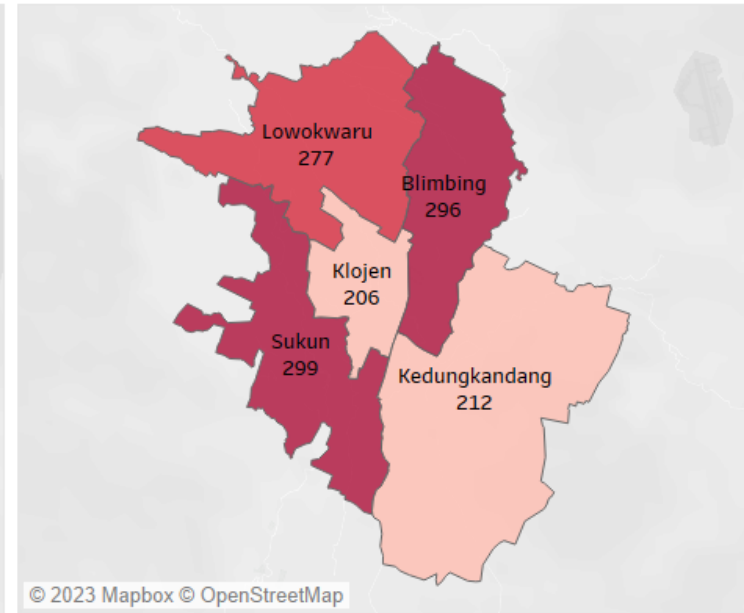 Lowokwaru
277
Blimbing
296
Klojen
206
Sukun
299
Kedungkandang
212
© 2023 Mapbox © OpenStreetMap